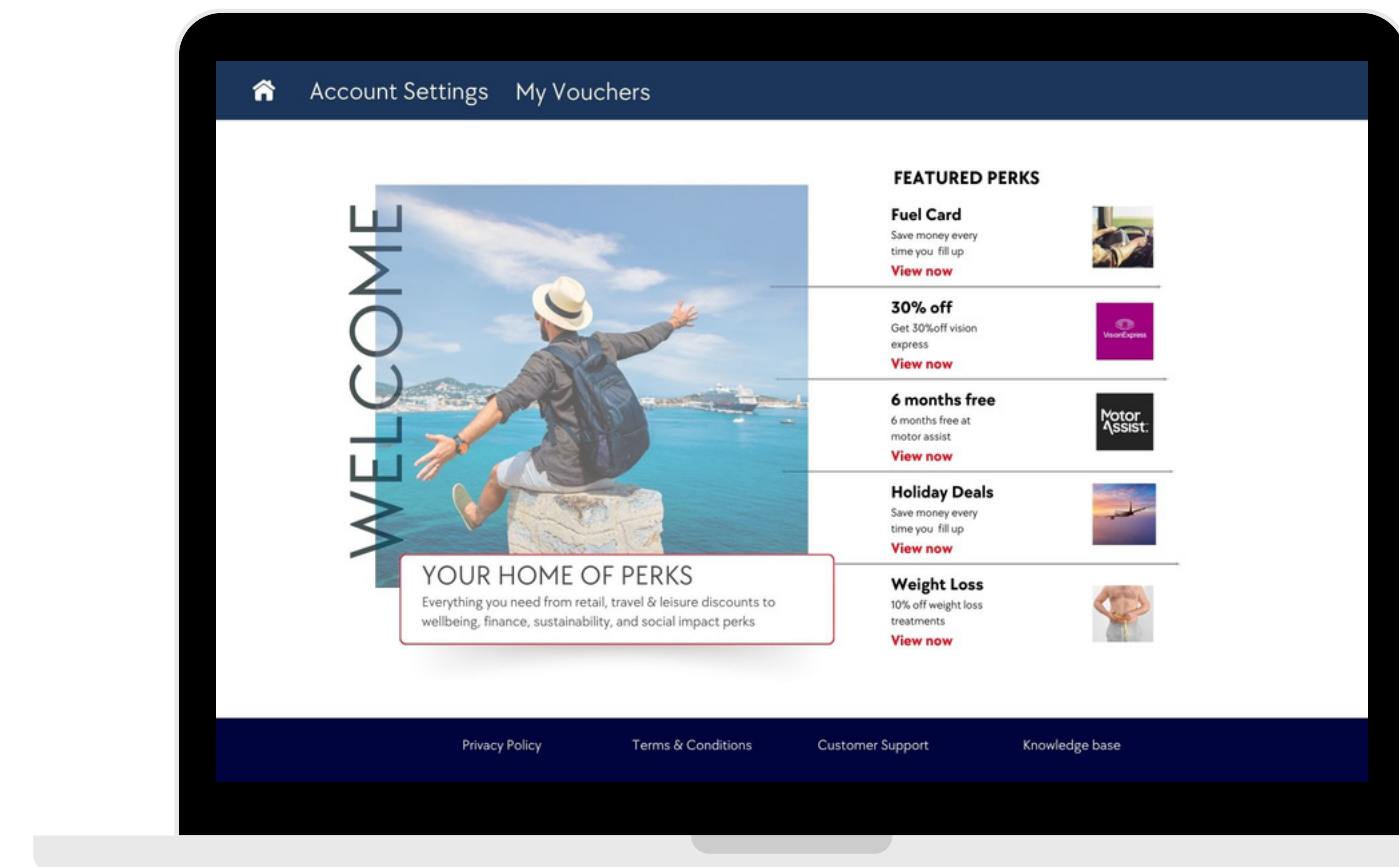 Account Settings My Vouchers
WELCOME
YOUR HOME OF PERKS
Everything you need from retail, travel & leisure discounts to
wellbeing, finance, sustainability, and social impact perks
FEATURED PERKS
Fuel Card
Save money every
time you fill up
View now
30% off
Get 30%off vision
express
View now
VisionExpress
6 months free
6 months free at
motor assist
View now
Motor
Assist.
Holiday Deals
Save money every
time you fill up
View now
Weight Loss
10% off weight loss
treatments
View now
Privacy Policy Terms & Conditions Customer Support Knowledge base